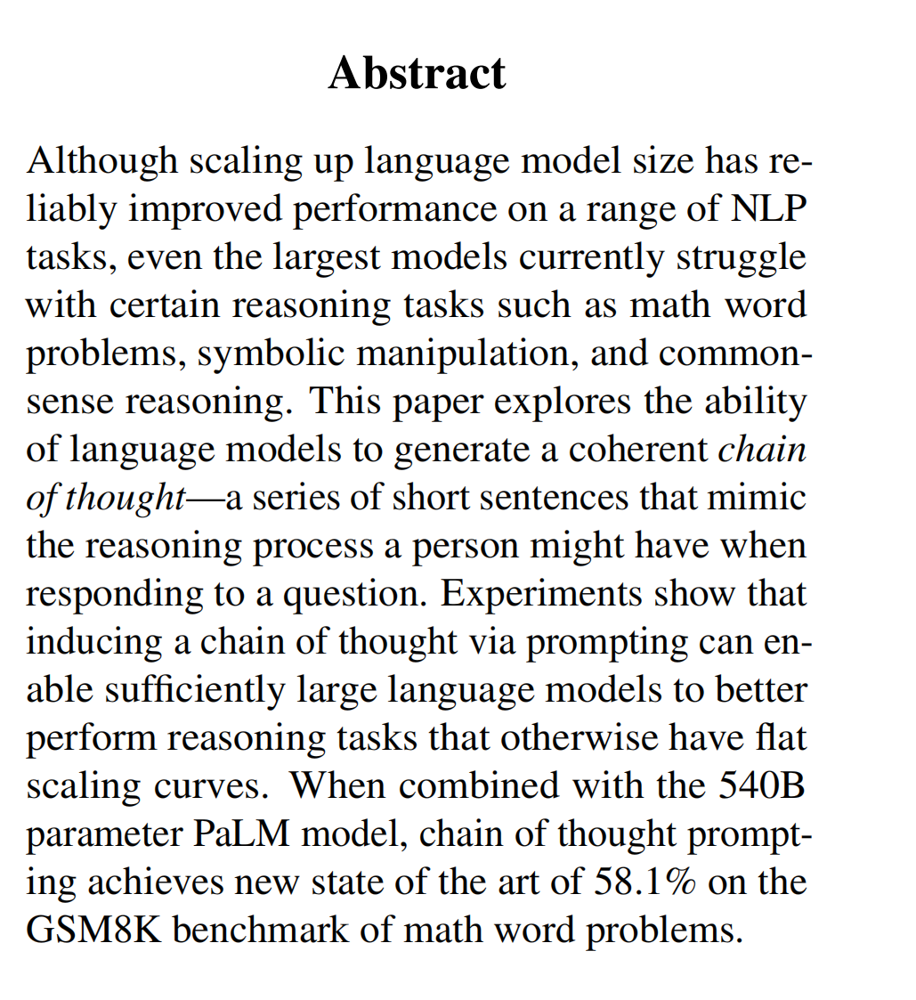 Abstract
Although scaling up language model size has re-
liably improved performance on a range of NLP
tasks, even the largest models currently struggle
with certain reasoning tasks such as math word
problems, symbolic manipulation, and common-
sense reasoning. This paper explores the ability
of language models to generate a coherent chain
of thought—a series of short sentences that mimic
the reasoning process a person might have when
responding to a question. Experiments show that
inducing a chain of thought via prompting can en-
able sufficiently large language models to better
perform reasoning tasks that otherwise have flat
scaling curves. When combined with the 540B
parameter PaLM model, chain of thought prompt-
ing achieves new state of the art of 58.1% on the
GSM8K benchmark of math word problems.